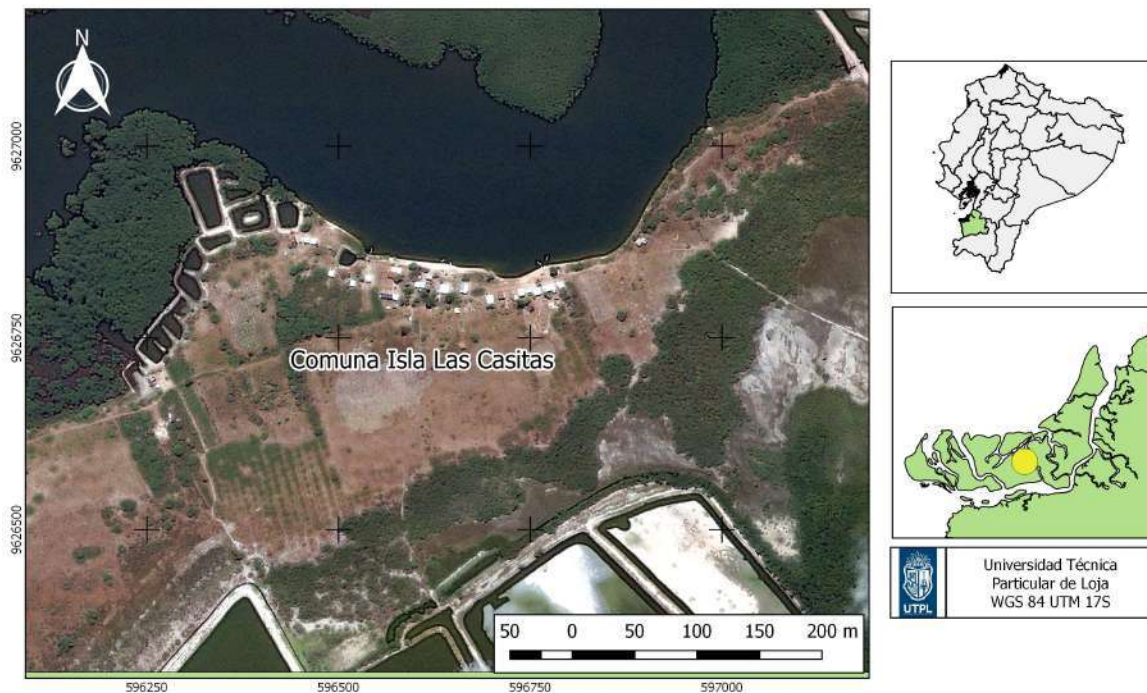 N
9627000
9626750
9626500
Comuna Isla Las Casitas
50 0 50 100 150 200 m
596250 596500 596750 597000
UTPL
Universidad Técnica
Particular de Loja
WGS 84 UTM 17S